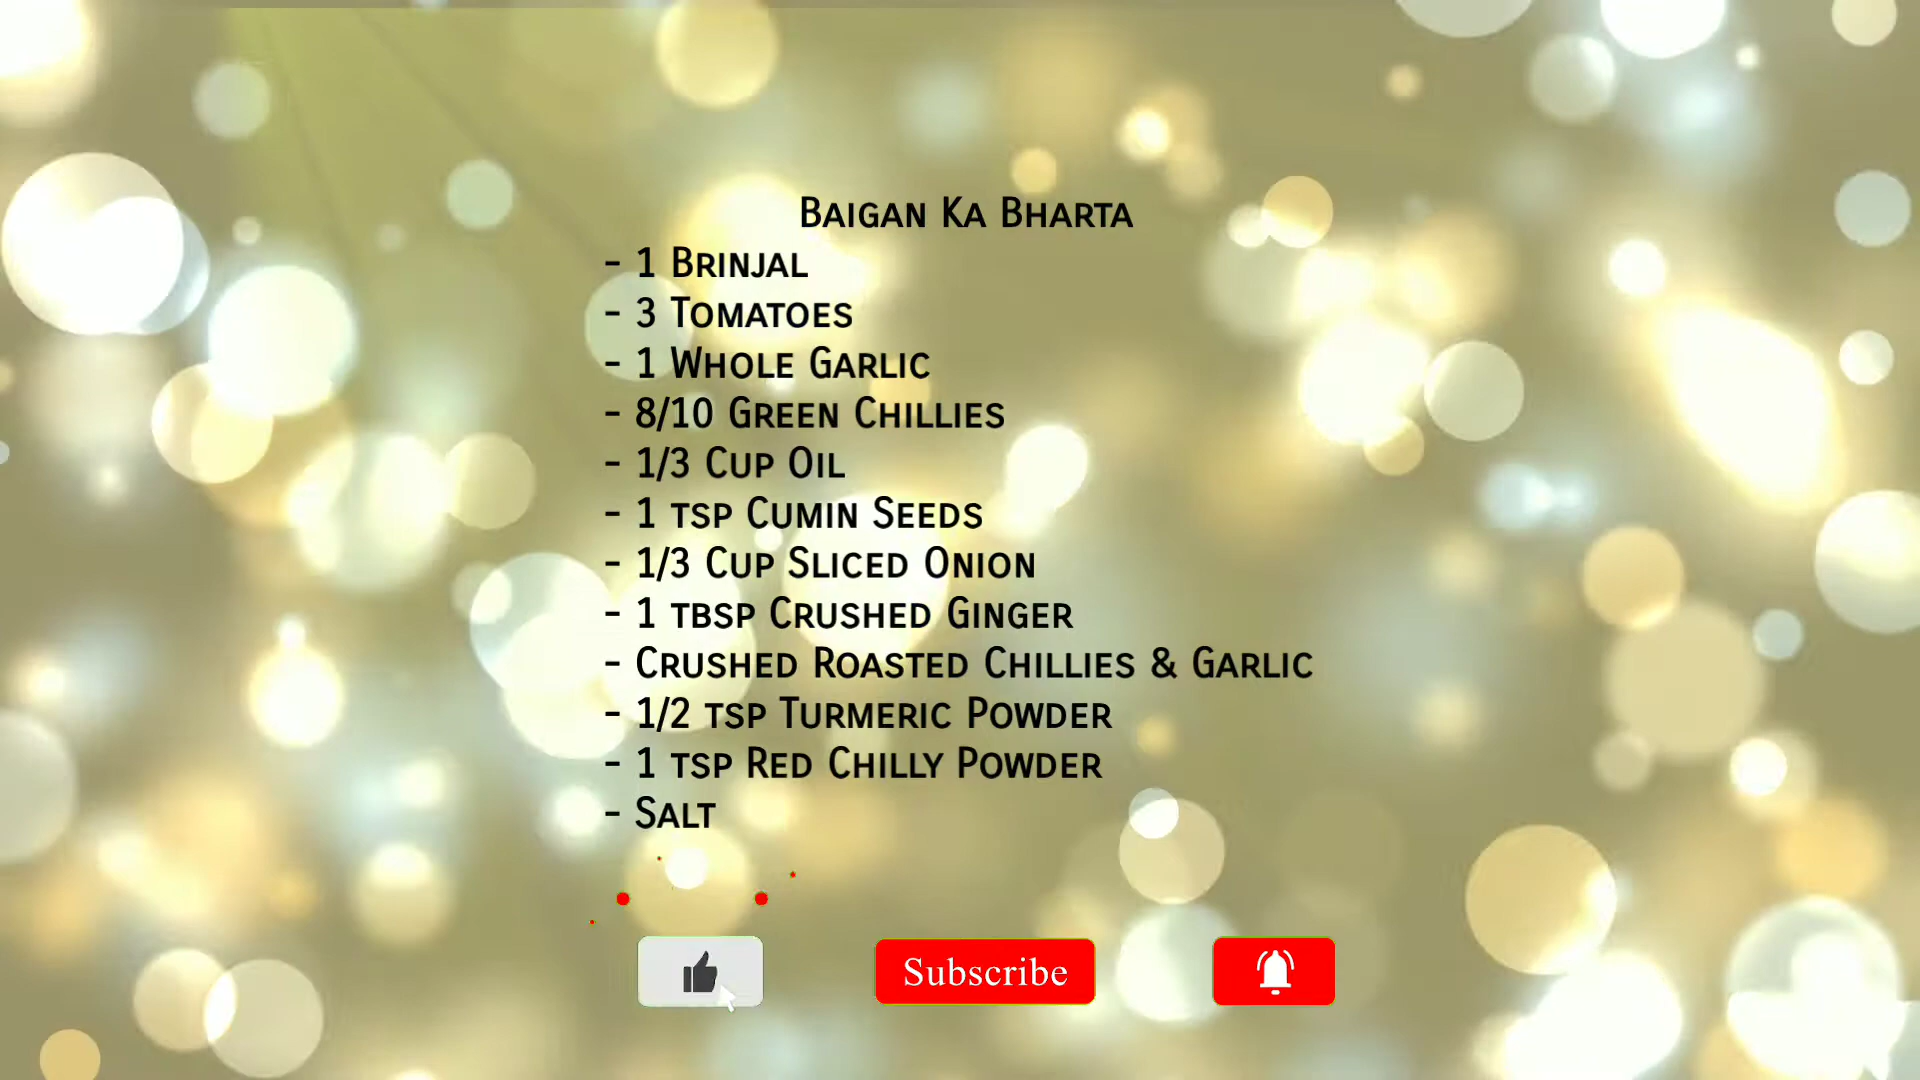 Baigan Ka Bharta
- 1 Brinjal
- 3 Tomatoes
- 1 Whole Garlic
- 8/10 Green Chillies
- 1/3 Cup Oil
- 1 tsp Cumin Seeds
- 1/3 Cup Sliced Onion
- 1 tbsp Crushed Ginger
- Crushed Roasted Chillies & Garlic
- 1/2 tsp Turmeric Powder
- 1 tsp Red Chilly Powder
- Salt
Subscribe